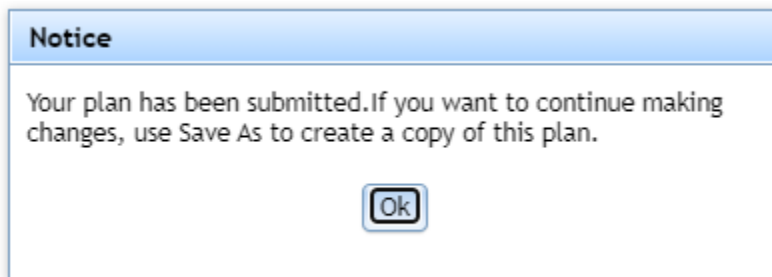 Notice
Your plan has been submitted.If you want to continue making
changes, use Save As to create a copy of this plan.
Ok